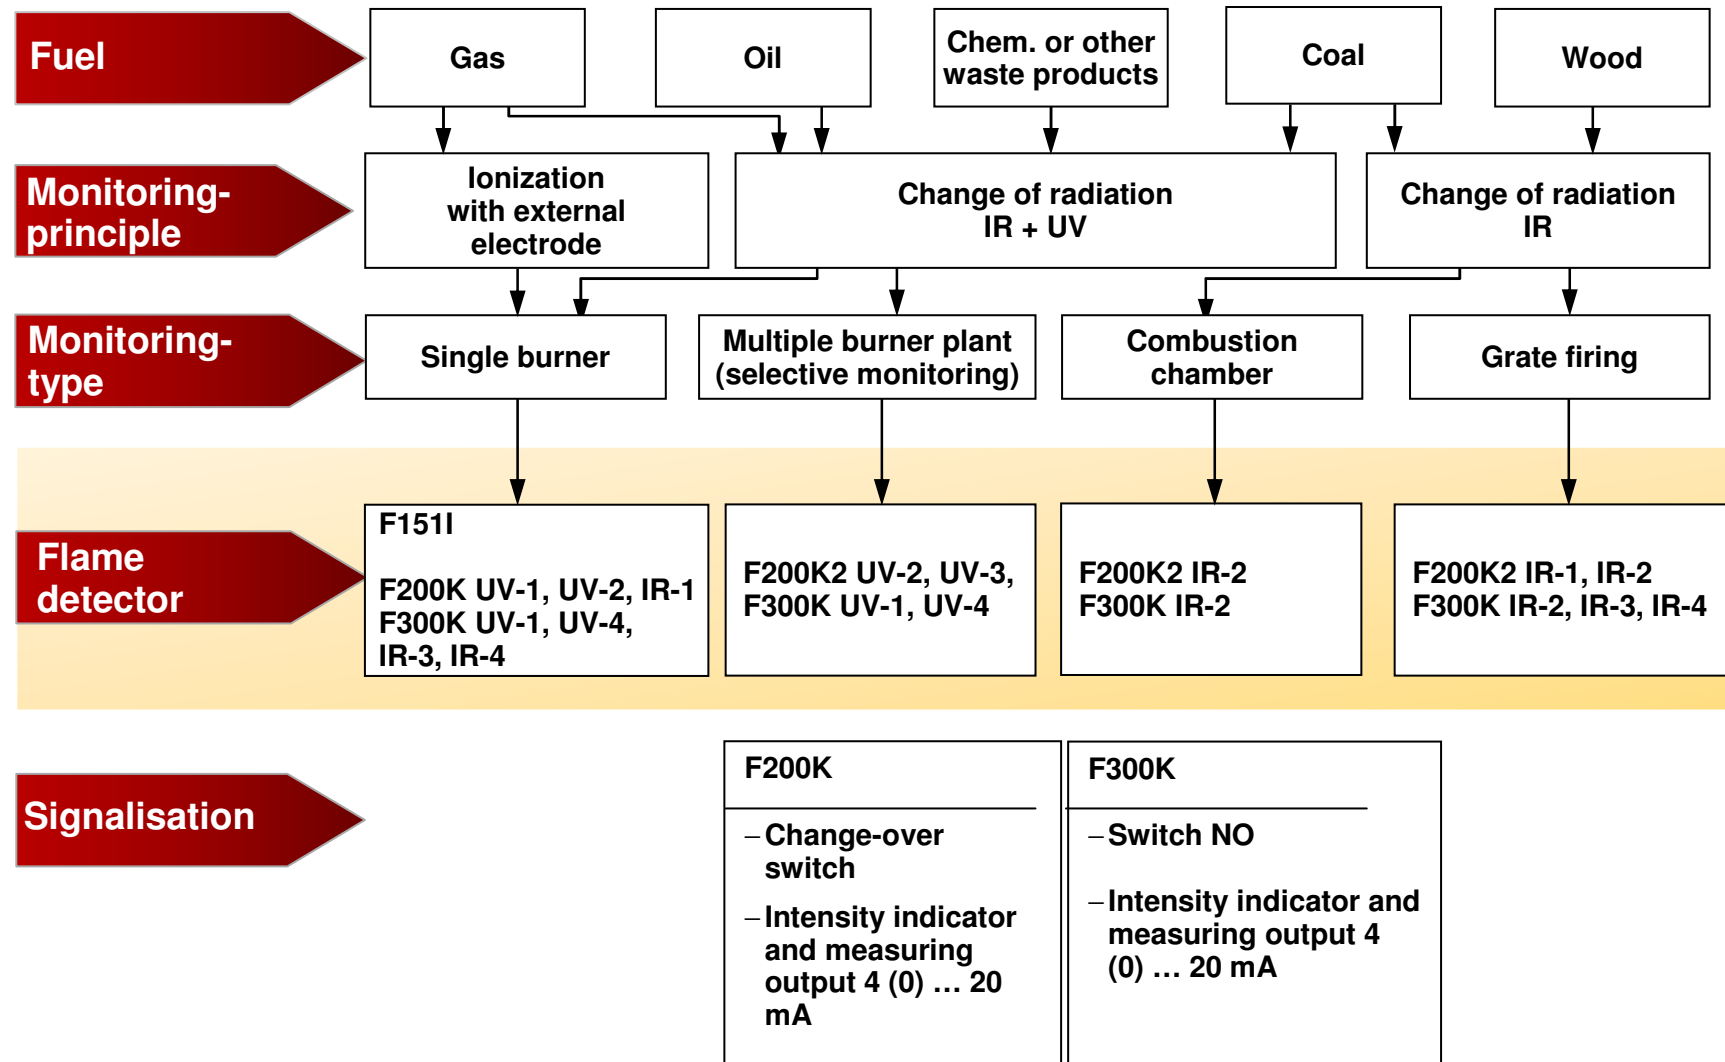 Fuel
Gas
Oil
Chem. or other
waste products
Coal
Wood
Monitoring-
principle
Ionization
with external
electrode
Change of radiation
IR + UV
Change of radiation
IR
Monitoring-
type
Single burner
Multiple burner plant
(selective monitoring)
Combustion
chamber
Grate firing
Flame
detector
F151I
F200K UV-1, UV-2, IR-1
F300K UV-1, UV-4,
IR-3, IR-4
F200K2 UV-2, UV-3,
F300K UV-1, UV-4
F200K2 IR-2
F300K IR-2
F200K2 IR-1, IR-2
F300K IR-2, IR-3, IR-4
Signalisation
F200K
– Change-over
switch
– Intensity indicator
and measuring
output 4 (0) … 20
mA
F300K
– Switch NO
– Intensity indicator and
measuring output 4
(0) … 20 mA